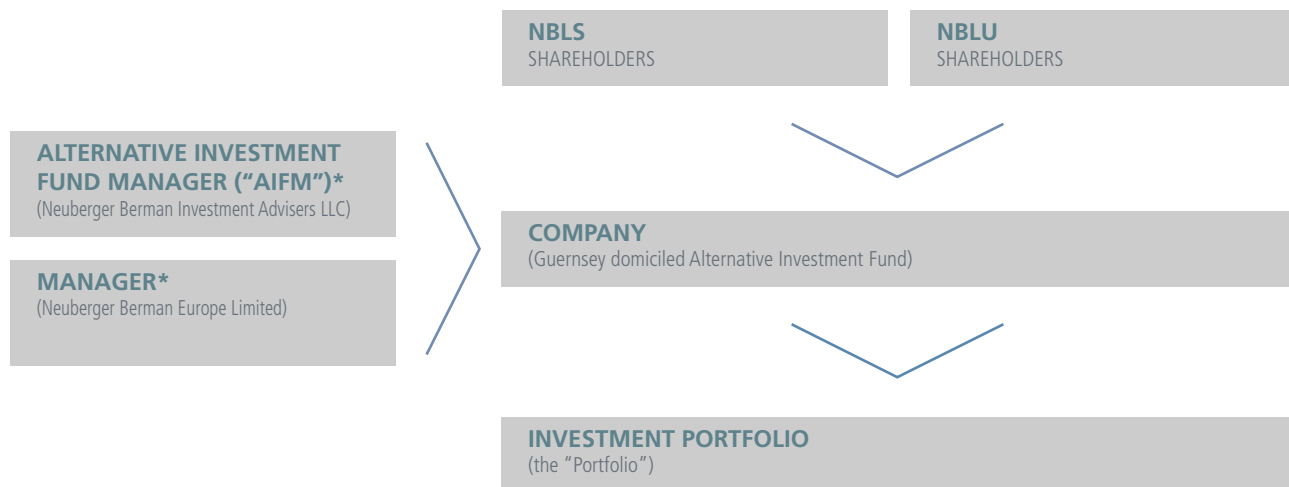 NBLS
SHAREHOLDERS
NBLU
SHAREHOLDERS
ALTERNATIVE INVESTMENT
FUND MANAGER (“AIFM”)*
(Neuberger Berman Investment Advisers LLC)
MANAGER*
(Neuberger Berman Europe Limited)
COMPANY
(Guernsey domiciled Alternative Investment Fund)
INVESTMENT PORTFOLIO
(the “Portfolio”)